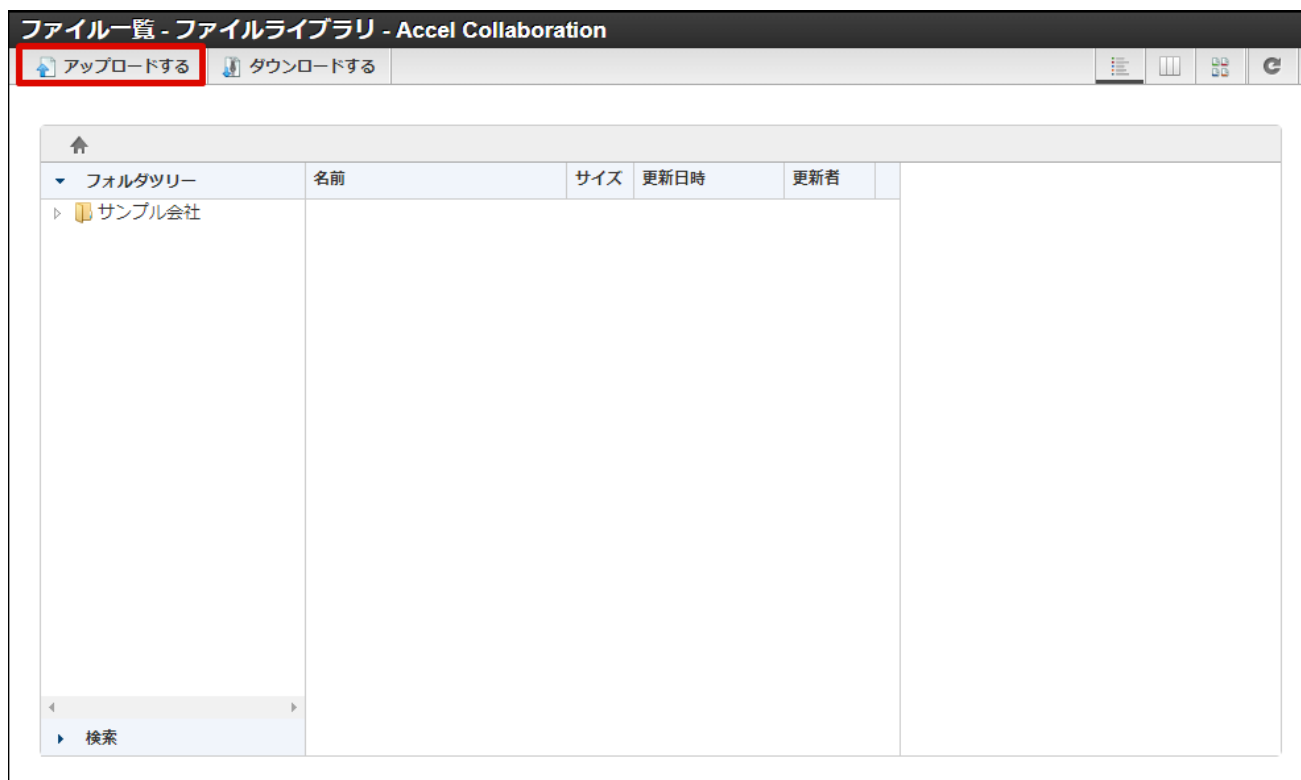 ファイル一覧 - ファイルライブラリ - Accel Collaboration
アップロードする ダウンロードする
フォルダツリー 名前 サイズ 更新日時 更新者
サンプル会社
検索